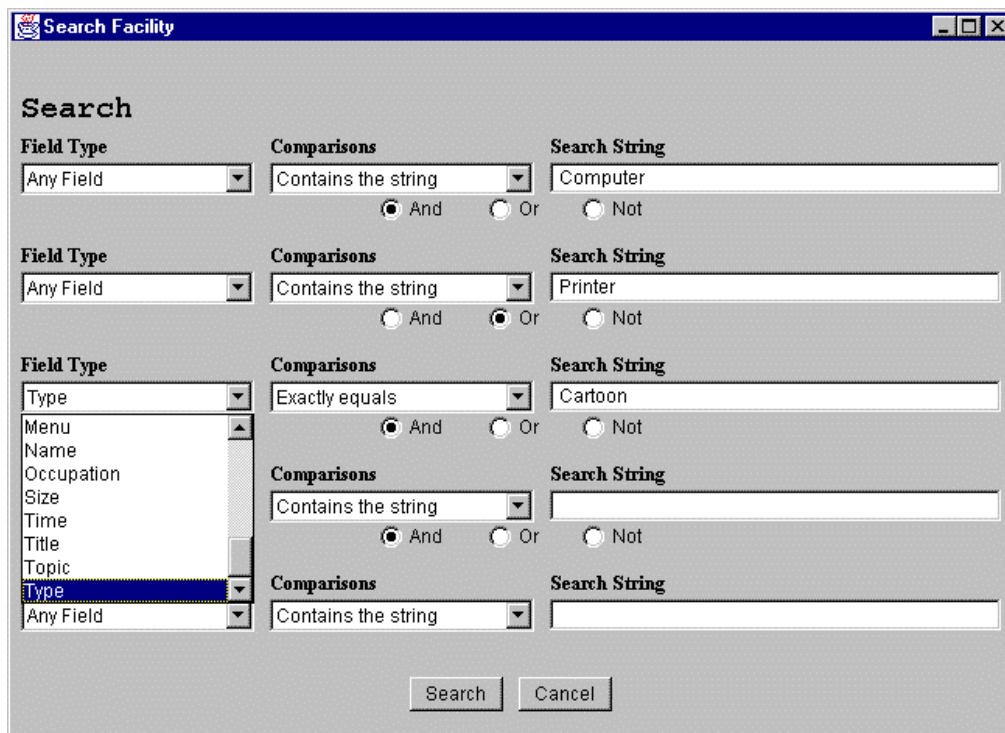 Search Facility
Search
Field Type Comparisons Search String
Any Field Contains the string Computer
And Or Not
Field Type Comparisons Search String
Any Field Contains the string Printer
And Or Not
Field Type Comparisons Search String
Type Exactly equals Cartoon
Menu And Or Not
Name
Occupation Comparisons Search String
Size Contains the string
Time And Or Not
Title
Topic Comparisons Search String
Type
Any Field Contains the string
Search Cancel